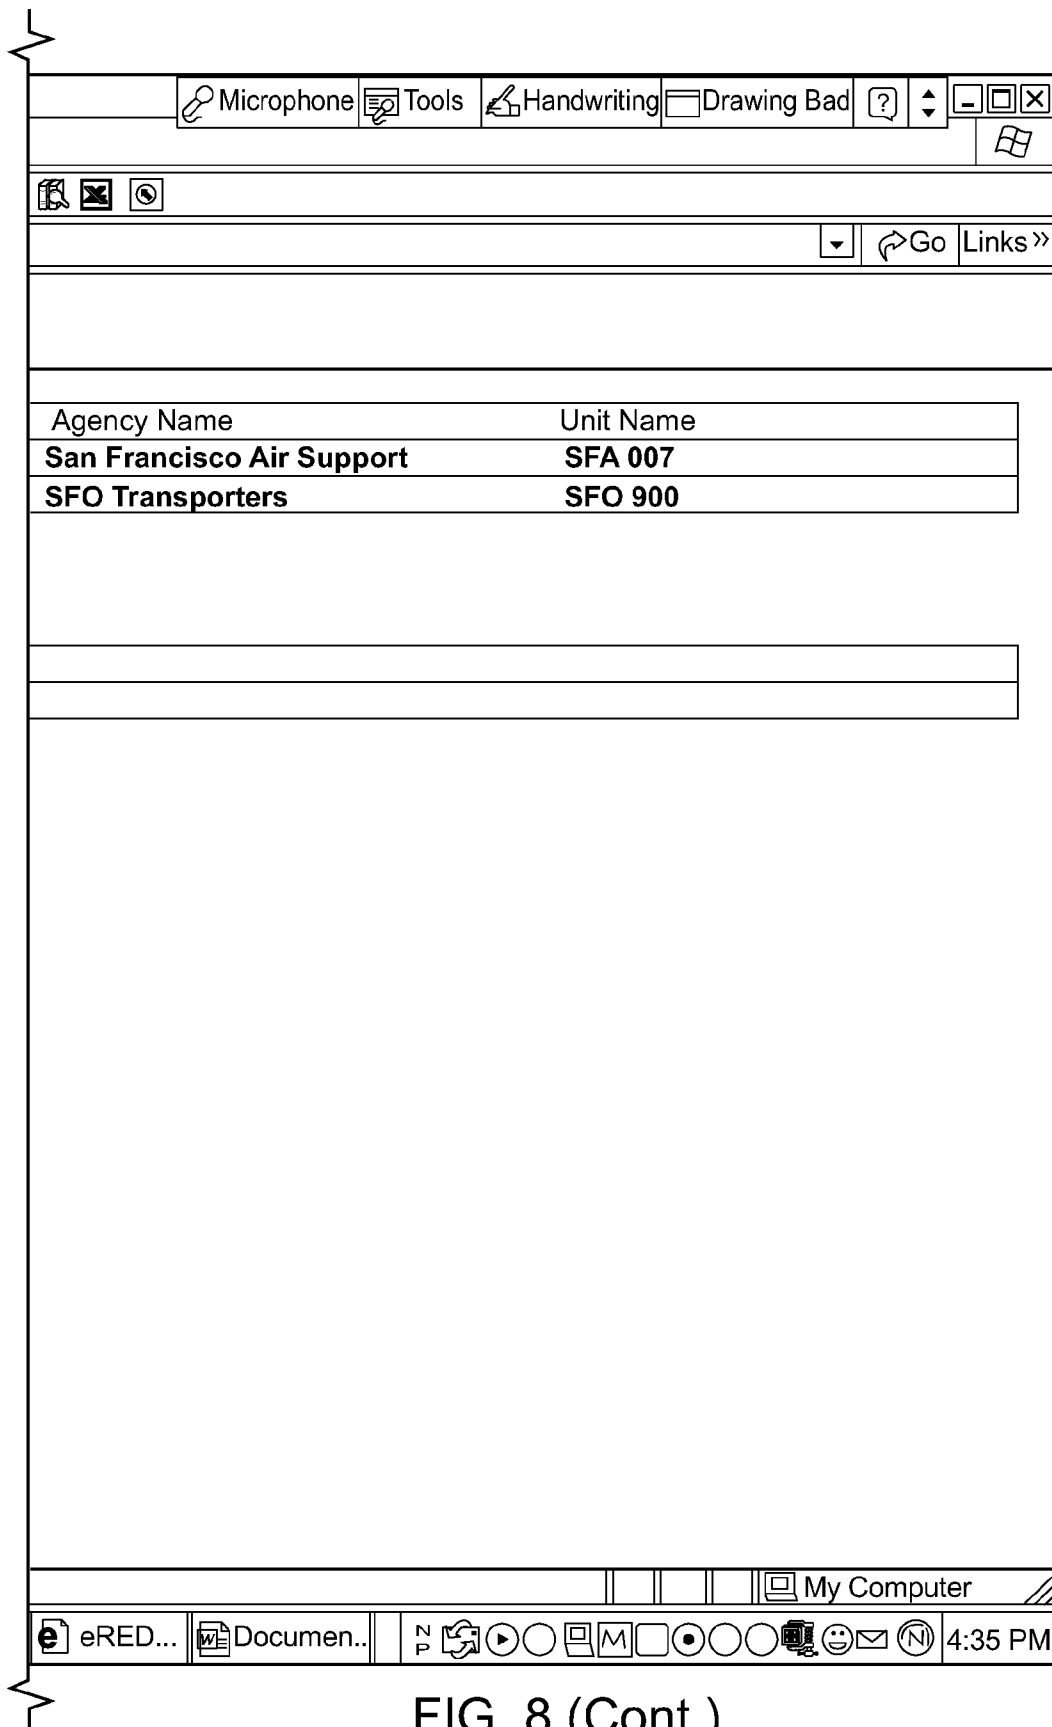 Microphone Tools Handwriting Drawing Bad ?
Go Links »
Agency Name Unit Name
San Francisco Air Support SFA 007
SFO Transporters SFO 900
My Computer
e eRED... W Documen.. N P M N 4:35 PM
FIG. 8 (Cont.)